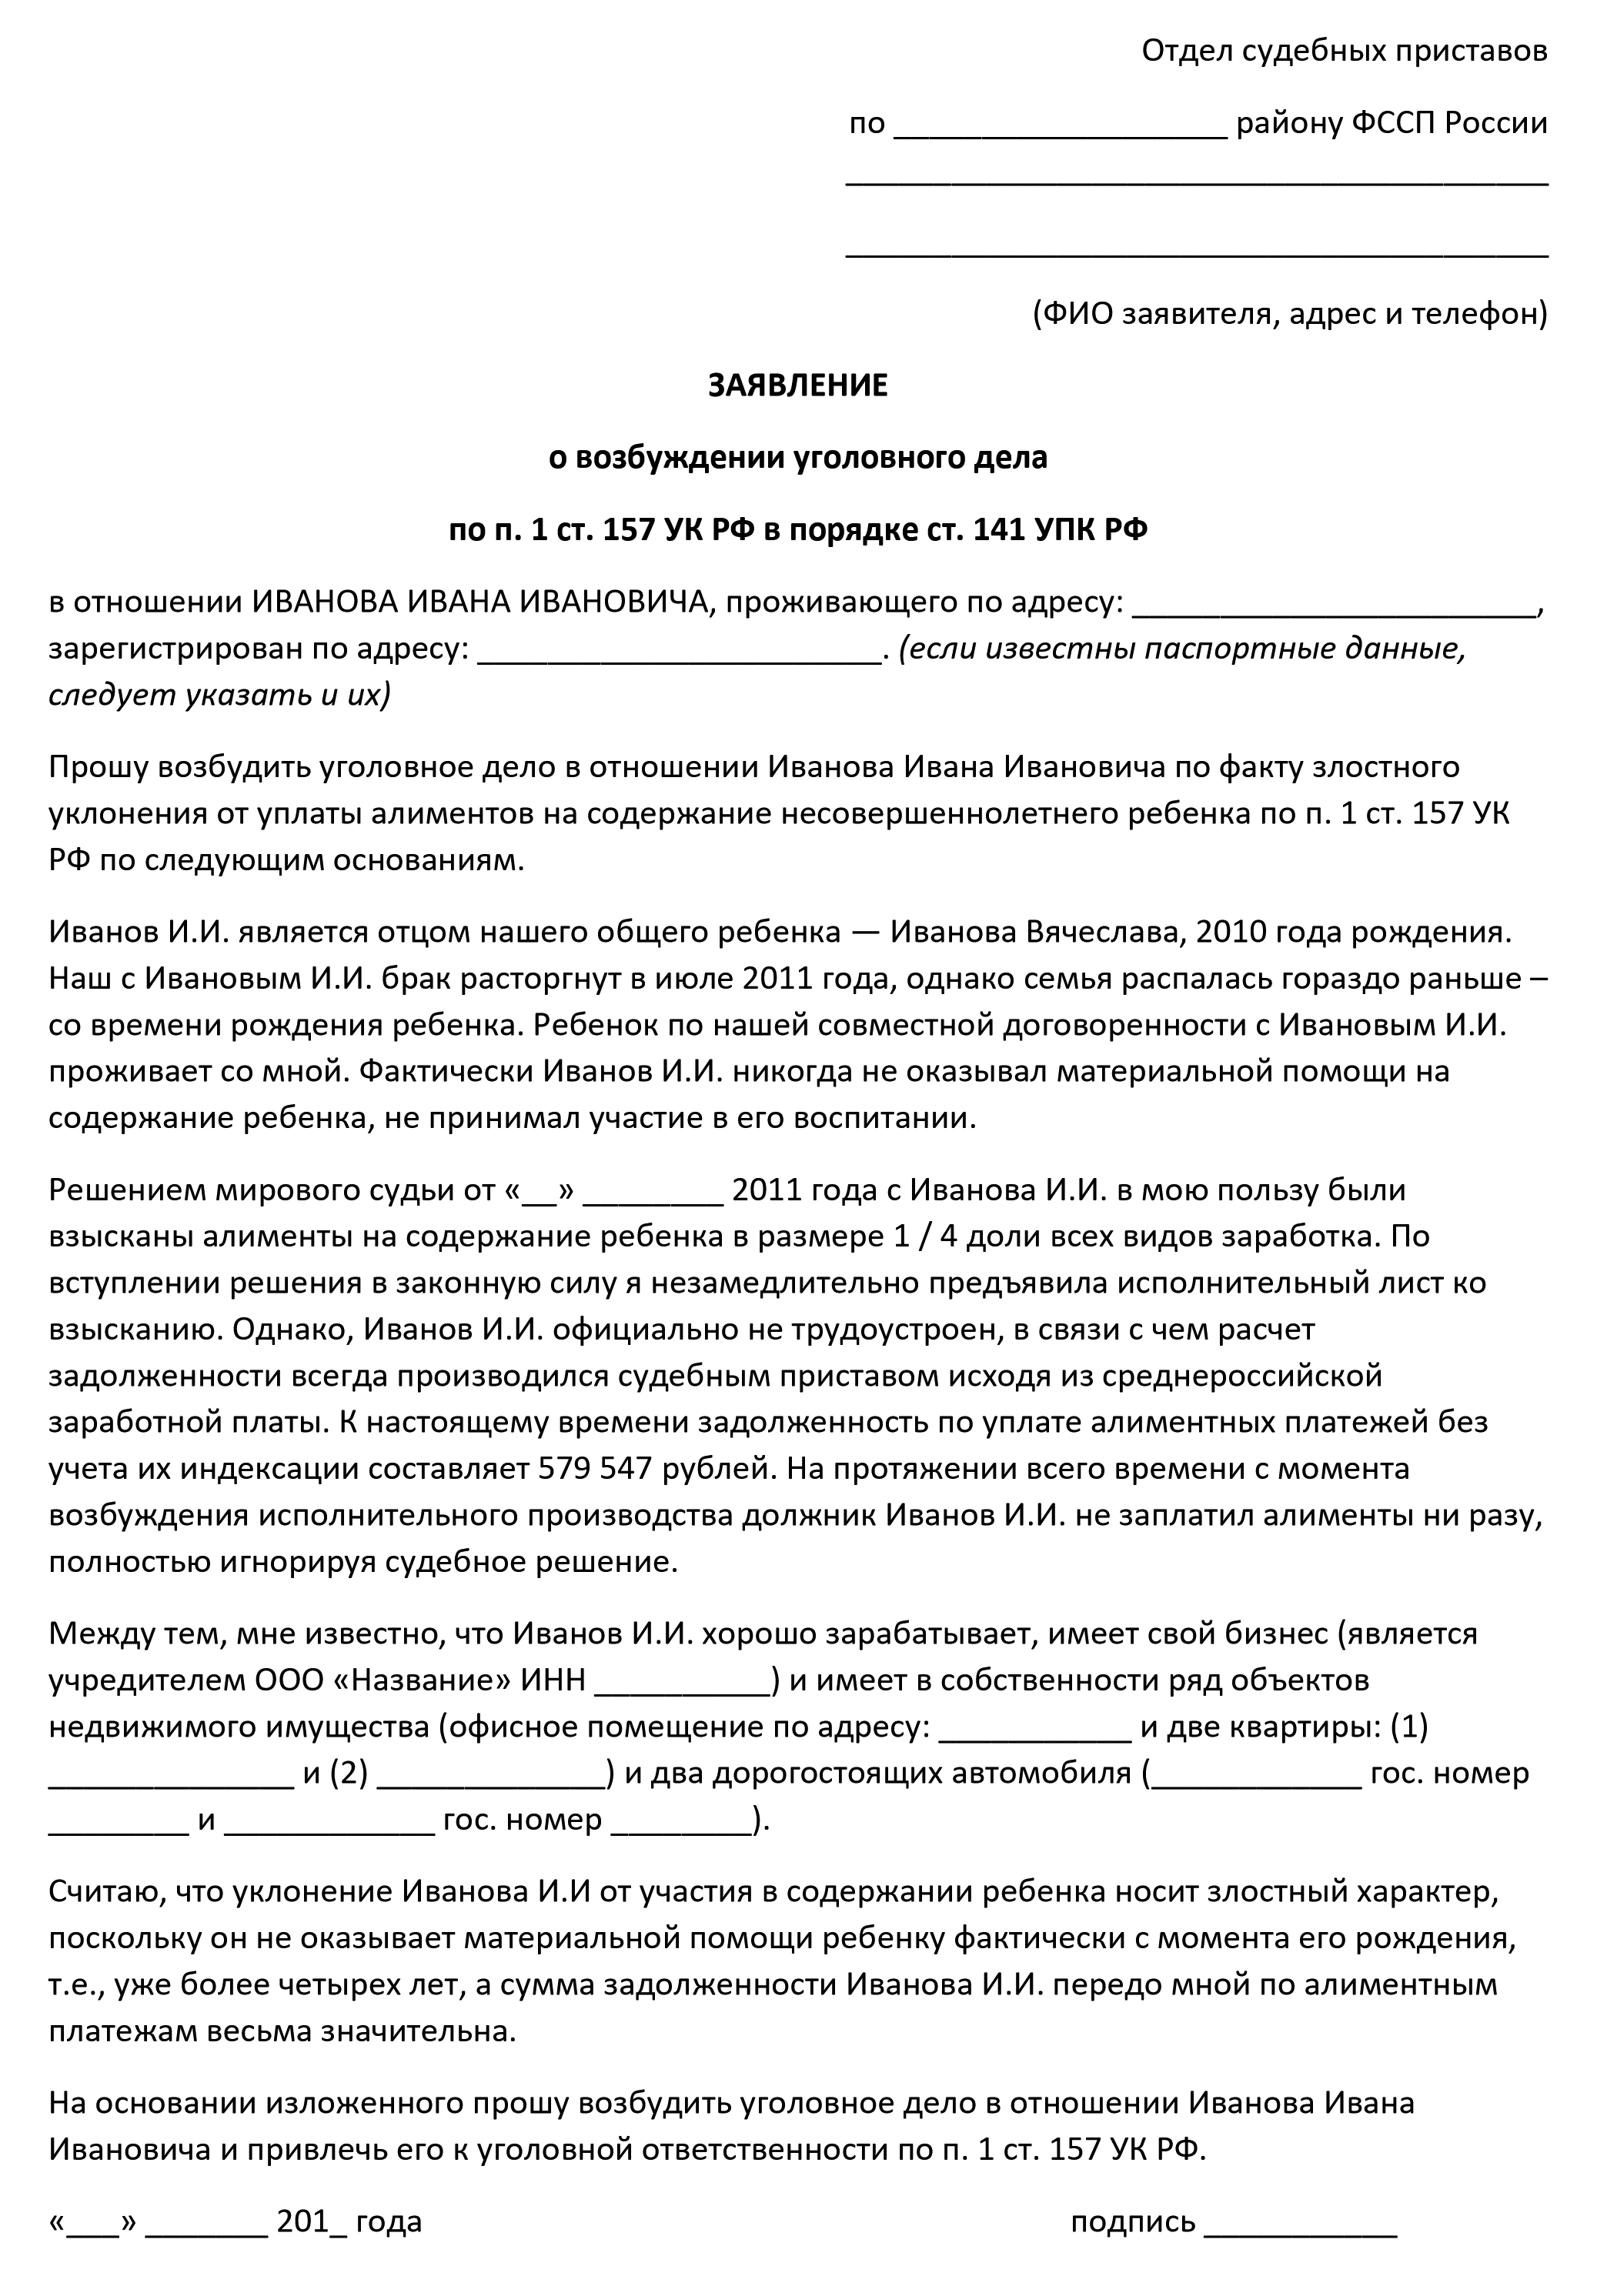 Отдел судебных приставов
по ___________________ району ФССП России
________________________________________
________________________________________
(ФИО заявителя, адрес и телефон)
ЗАЯВЛЕНИЕ
о возбуждении уголовного дела
по п. 1 ст. 157 УК РФ в порядке ст. 141 УПК РФ
в отношении ИВАНОВА ИВАНА ИВАНОВИЧА, проживающего по адресу: _______________________,
зарегистрирован по адресу: _______________________. (если известны паспортные данные,
следует указать и их)
Прошу возбудить уголовное дело в отношении Иванова Ивана Ивановича по факту злостного
уклонения от уплаты алиментов на содержание несовершеннолетнего ребенка по п. 1 ст. 157 УК
РФ по следующим основаниям.
Иванов И.И. является отцом нашего общего ребенка — Иванова Вячеслава, 2010 года рождения.
Наш с Ивановым И.И. брак расторгнут в июле 2011 года, однако семья распалась гораздо раньше –
со времени рождения ребенка. Ребенок по нашей совместной договоренности с Ивановым И.И.
проживает со мной. Фактически Иванов И.И. никогда не оказывал материальной помощи на
содержание ребенка, не принимал участие в его воспитании.
Решением мирового судьи от «__» ________ 2011 года с Иванова И.И. в мою пользу были
взысканы алименты на содержание ребенка в размере 1 / 4 доли всех видов заработка. По
вступлении решения в законную силу я незамедлительно предъявила исполнительный лист ко
взысканию. Однако, Иванов И.И. официально не трудоустроен, в связи с чем расчет
задолженности всегда производился судебным приставом исходя из среднероссийской
заработной платы. К настоящему времени задолженность по уплате алиментных платежей без
учета их индексации составляет 579 547 рублей. На протяжении всего времени с момента
возбуждения исполнительного производства должник Иванов И.И. не заплатил алименты ни разу,
полностью игнорируя судебное решение.
Между тем, мне известно, что Иванов И.И. хорошо зарабатывает, имеет свой бизнес (является
учредителем ООО «Название» ИНН __________) и имеет в собственности ряд объектов
недвижимого имущества (офисное помещение по адресу: ___________ и две квартиры: (1)
______________ и (2) _____________) и два дорогостоящих автомобиля (____________ гос. номер
________ и ____________ гос. номер ________).
Считаю, что уклонение Иванова И.И от участия в содержании ребенка носит злостный характер,
поскольку он не оказывает материальной помощи ребенку фактически с момента его рождения,
т.е., уже более четырех лет, а сумма задолженности Иванова И.И. передо мной по алиментным
платежам весьма значительна.
На основании изложенного прошу возбудить уголовное дело в отношении Иванова Ивана
Ивановича и привлечь его к уголовной ответственности по п. 1 ст. 157 УК РФ.
«___» _______ 201_ года подпись ___________